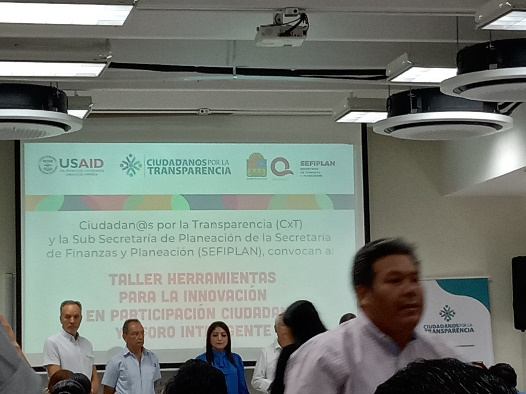 USAID
CIUDADANOS POR LA
TRANSPARENCIA
SEFIPLAN
Ciudadan@s por la Transparencia (CxT)
y la Sub Secretaría de Planeación de la Secretaría
de Finanzas y Planeación (SEFIPLAN), convocan a:
TALLER HERRAMIENTAS
PARA LA INNOVACIÓN
EN PARTICIPACIÓN CIUDADA
CIUDADANOS POR LA
TRANSPARENCIA